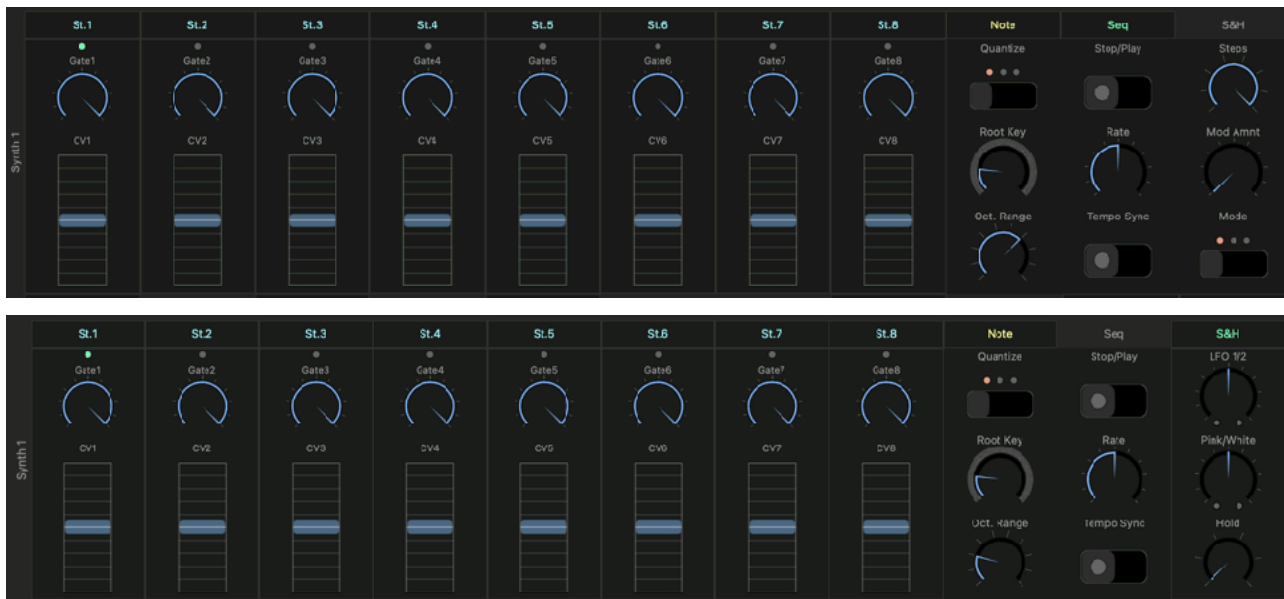 St.1 St.2 St.3 St.4 St.5 St.6 St.7 St.8 Note Seq S&H
Gate1 Gate2 Gate3 Gate4 Gate5 Gate6 Gate7 Gate8 Quantize Stop/Play Steps
CV1 CV2 CV3 CV4 CV5 CV6 CV7 CV8 Root Key Rate Mod Amnt
Synth 1
Oct. Range Tempo Sync Mode
St.1 St.2 St.3 St.4 St.5 St.6 St.7 St.8 Note Seq S&H
Gate1 Gate2 Gate3 Gate4 Gate5 Gate6 Gate7 Gate8 Quantize Stop/Play LFO 1/2
CV1 CV2 CV3 CV4 CV5 CV6 CV7 CV8 Root Key Rate Pink/White
Synth 1
Oct. Range Tempo Sync Hold